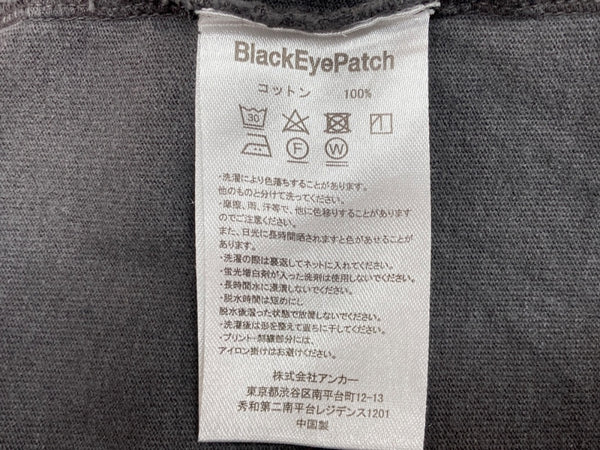 BlackEyePatch
コットン 100%
30
F W
・洗濯により色落ちすることがあります。
他のものと分けて洗ってください。
・摩擦、雨、汗等で、他に色移りすることがあります
のでご注意ください。
また、日光に長時間晒されますと色があせることが
あります。
・洗濯の際は裏返してネットに入れてください。
・蛍光増白剤が入った洗剤は使用しないでください。
・長時間水に浸漬しないでください。
・脱水時間は短めにし
脱水後湿った状態で放置しないでください。
・洗濯後は形を整えて直ちに干してください。
・プリント・刺繍部分には、
アイロン掛けはお避けください。
株式会社アンカー
東京都渋谷区南平台町12-13
秀和第二南平台レジデンス1201
中国製